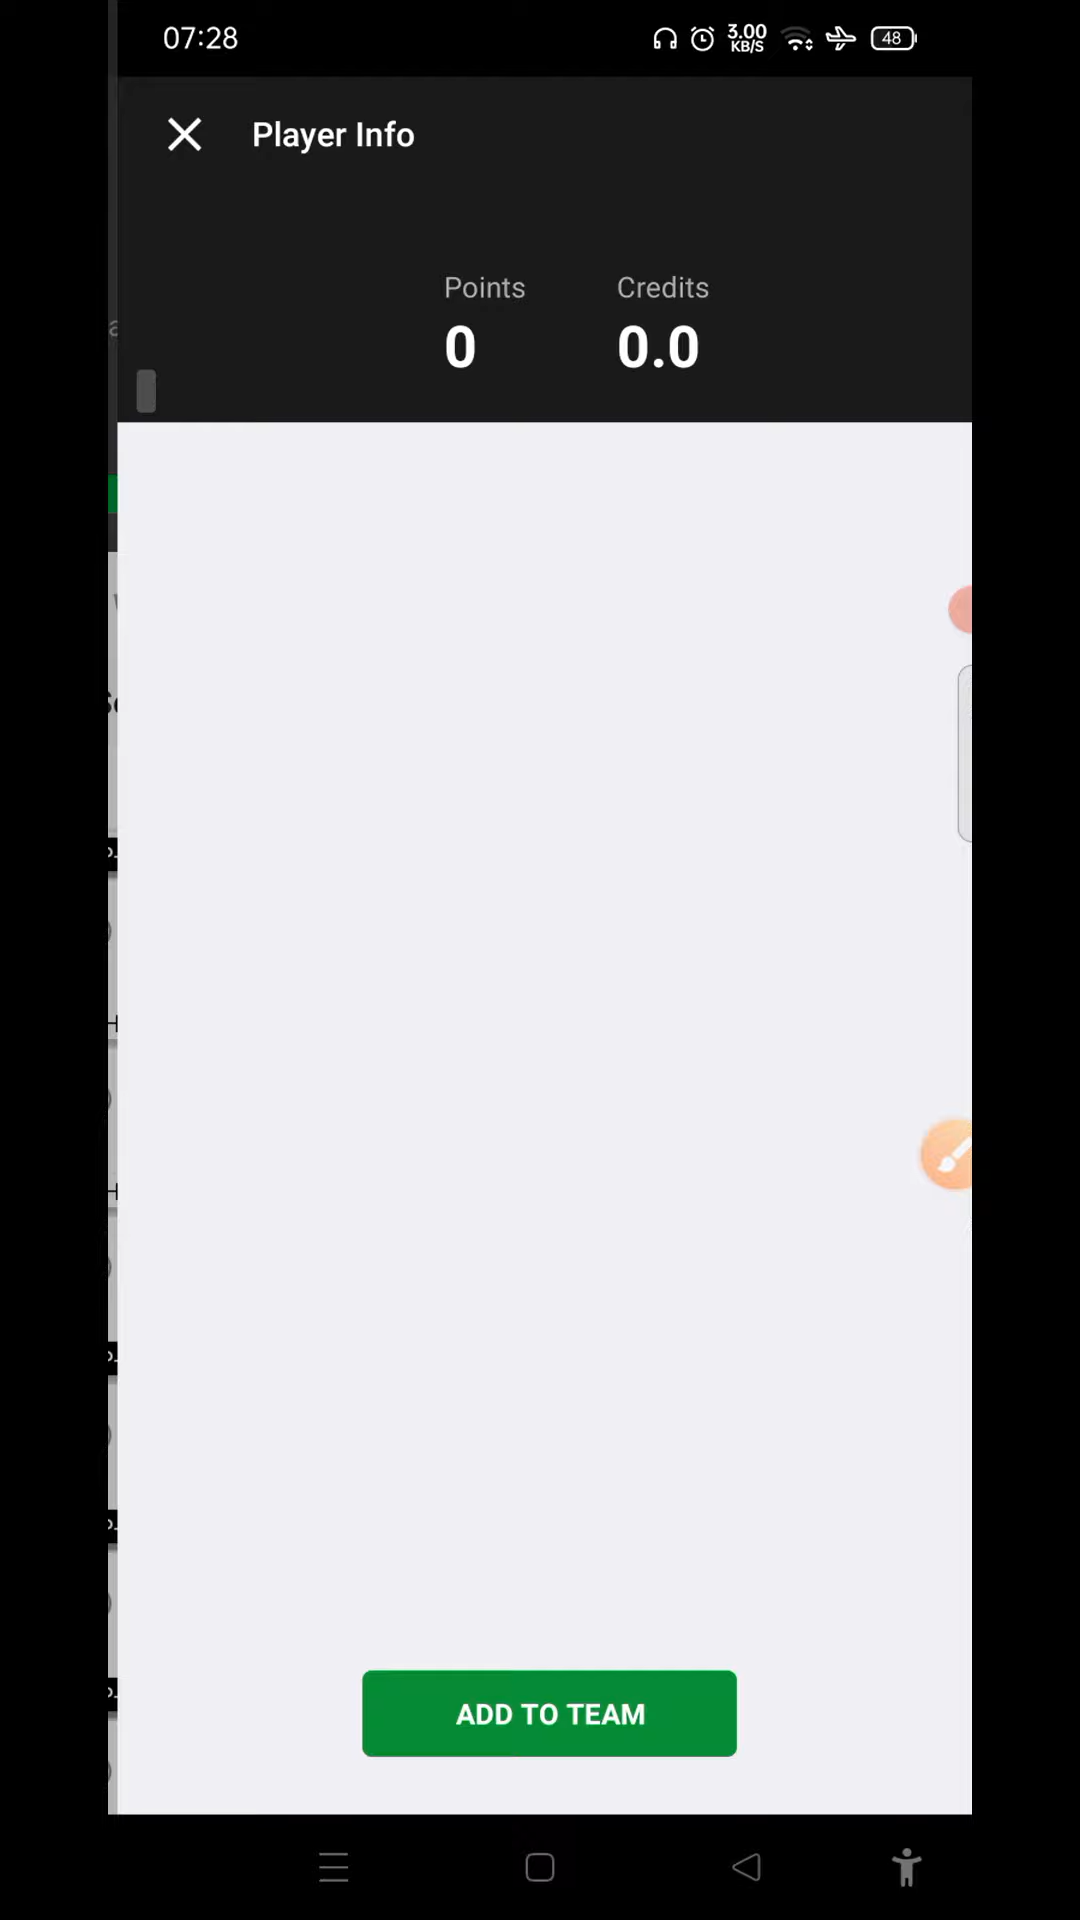 07:28
3.00
KB/S
48
Player Info
Points
Credits
0
0.0
ADD TO TEAM